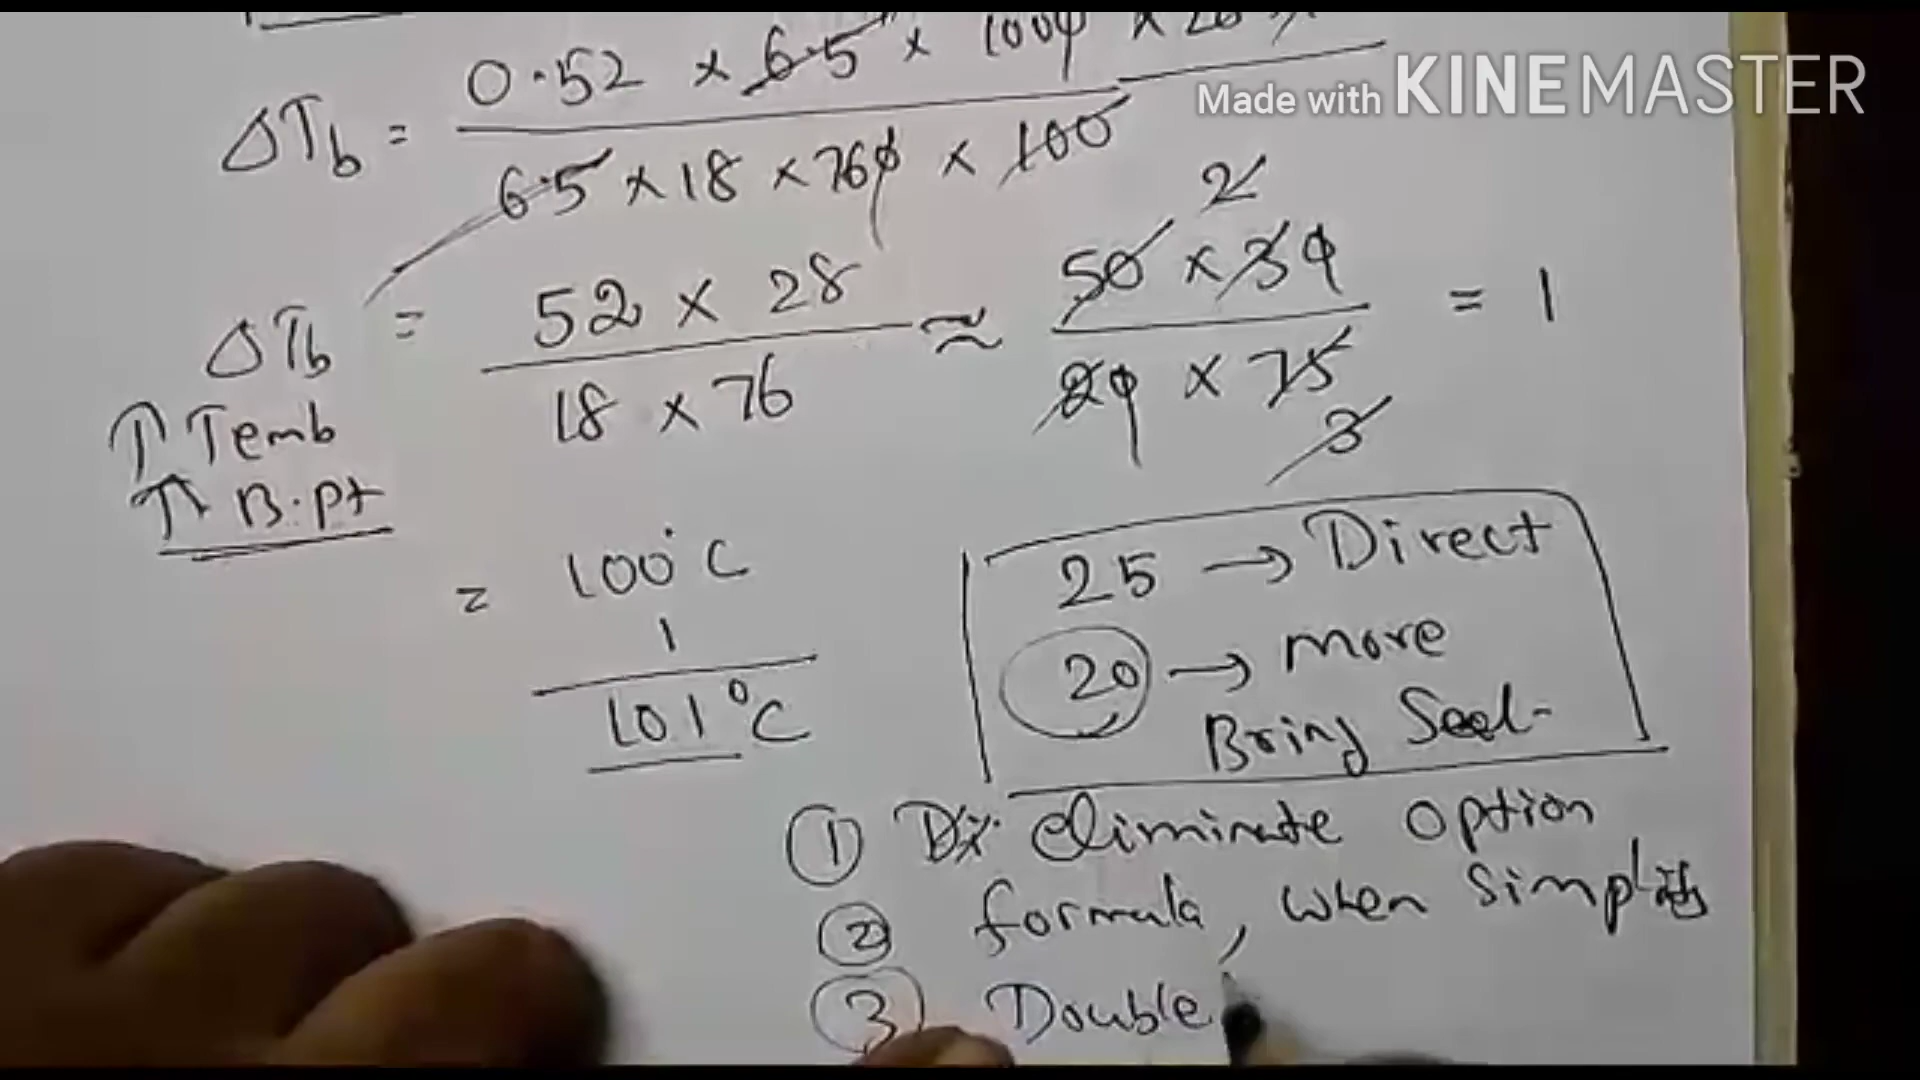 0.52 × 6.5 × 1000 × 28
ΔTb =
6.5 × 18 × 760 × 100
2
ΔTb = 52 × 28 ≈ 50 × 30 = 1
18 × 76 20 × 75
3
↑ Temb
↑ B.pt
= 100°C
1
101°C
25 → Direct
20 → more
Bring
① eliminate option
② formula, when
③ Double
Made with KINEMASTER